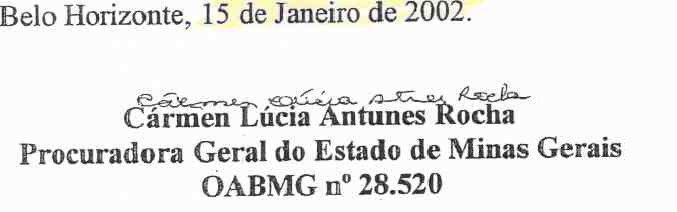 Belo Horizonte, 15 de Janeiro de 2002.
Cármen Lúcia Antunes Rocha
Cármen Lúcia Antunes Rocha
Procuradora Geral do Estado de Minas Gerais
OABMG nº 28.520